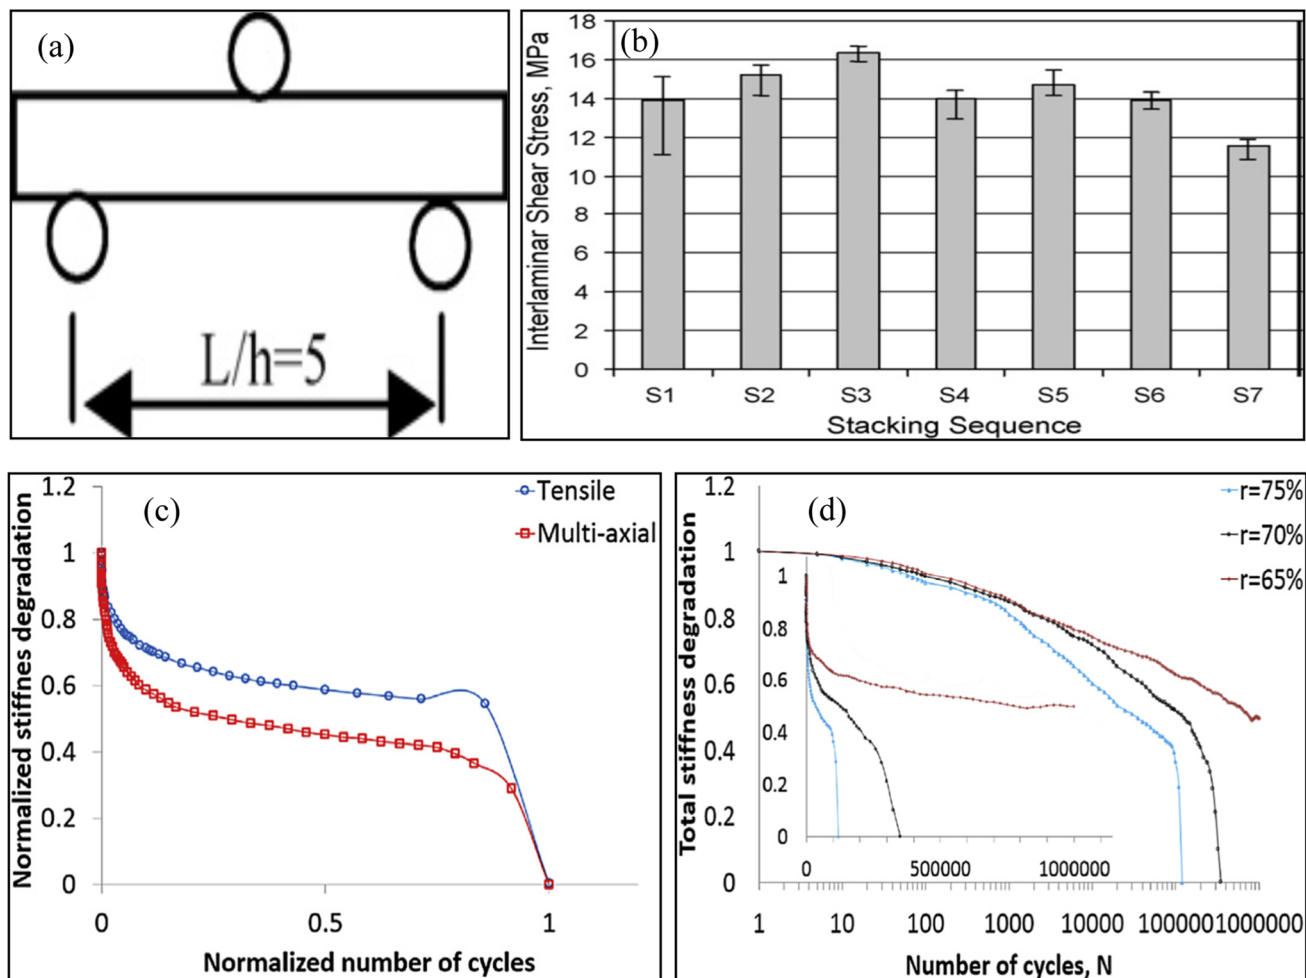 (a)
L/h=5
(b)
Interlaminar Shear Stress, MPa
18
16
14
12
10
8
6
4
2
0
S1 S2 S3 S4 S5 S6 S7
Stacking Sequence
(c)
Normalized stiffnes degradation
Tensile
Multi-axial
1.2
1
0.8
0.6
0.4
0.2
0
0 0.5 1
Normalized number of cycles
(d)
Total stiffness degradation
r=75%
r=70%
r=65%
1.2
1
0.8
0.6
0.4
0.2
0
1
0.8
0.6
0.4
0.2
0
0 500000 1000000
1 10 100 1000 10000 100000 1000000
Number of cycles, N